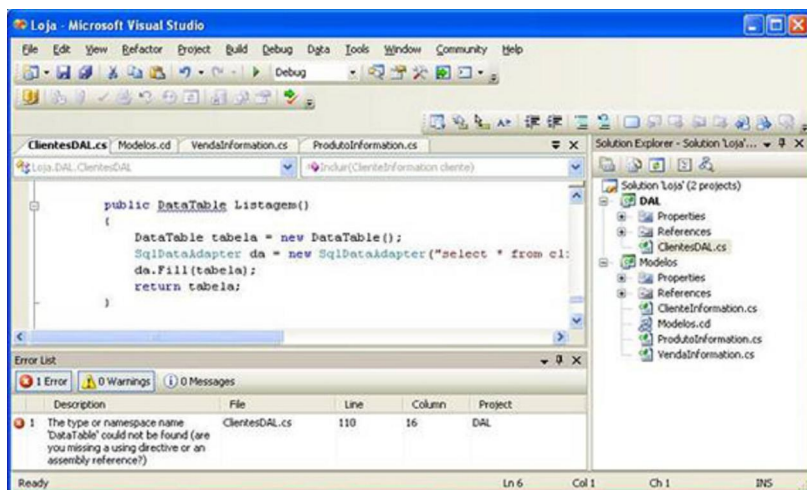 Loja - Microsoft Visual Studio
File Edit View Refactor Project Build Debug Data Tools Window Community Help
Debug
ClientesDAL.cs Modelos.cd VendaInformation.cs ProdutoInformation.cs
Loja.DAL.ClientesDAL Incluir(ClienteInformation cliente)
public DataTable Listagem()
{
DataTable tabela = new DataTable();
SqlDataAdapter da = new SqlDataAdapter("select * from cli
da.Fill(tabela);
return tabela;
}
Solution Explorer - Solution 'Loja'...
Solution 'Loja' (2 projects)
DAL
Properties
References
ClientesDAL.cs
Modelos
Properties
References
ClienteInformation.cs
Modelos.cd
ProdutoInformation.cs
VendaInformation.cs
Error List
1 Error 0 Warnings 0 Messages
Description File Line Column Project
1 The type or namespace name ClientesDAL.cs 110 16 DAL
'DataTable' could not be found (are
you missing a using directive or an
assembly reference?)
Ready Ln 6 Col 1 Ch 1 INS